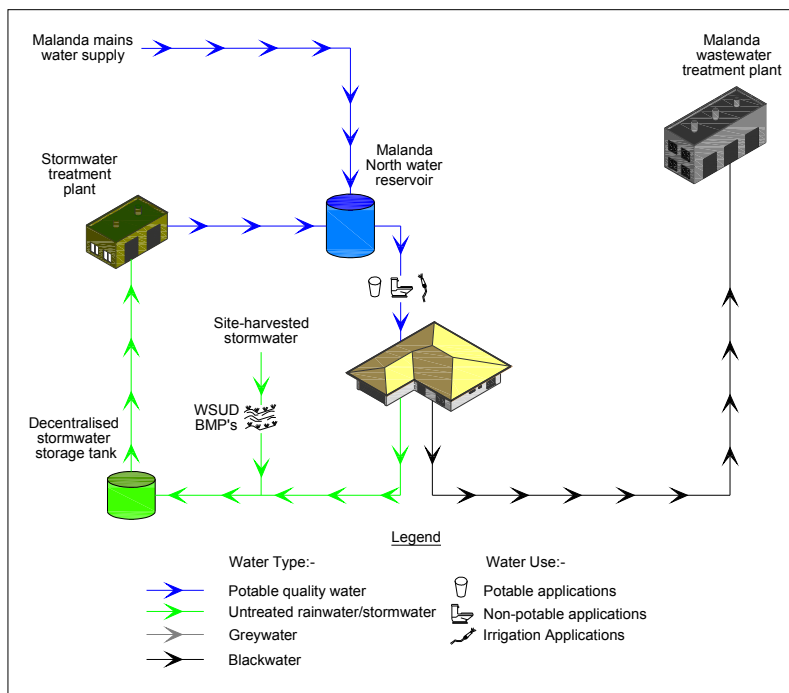 Malanda mains
water supply
Malanda
wastewater
treatment plant
Stormwater
treatment
plant
Malanda
North water
reservoir
Site-harvested
stormwater
WSUD
BMP's
Decentralised
stormwater
storage tank
Legend
Water Type:-
Water Use:-
Potable quality water
Potable applications
Untreated rainwater/stormwater
Non-potable applications
Greywater
Irrigation Applications
Blackwater